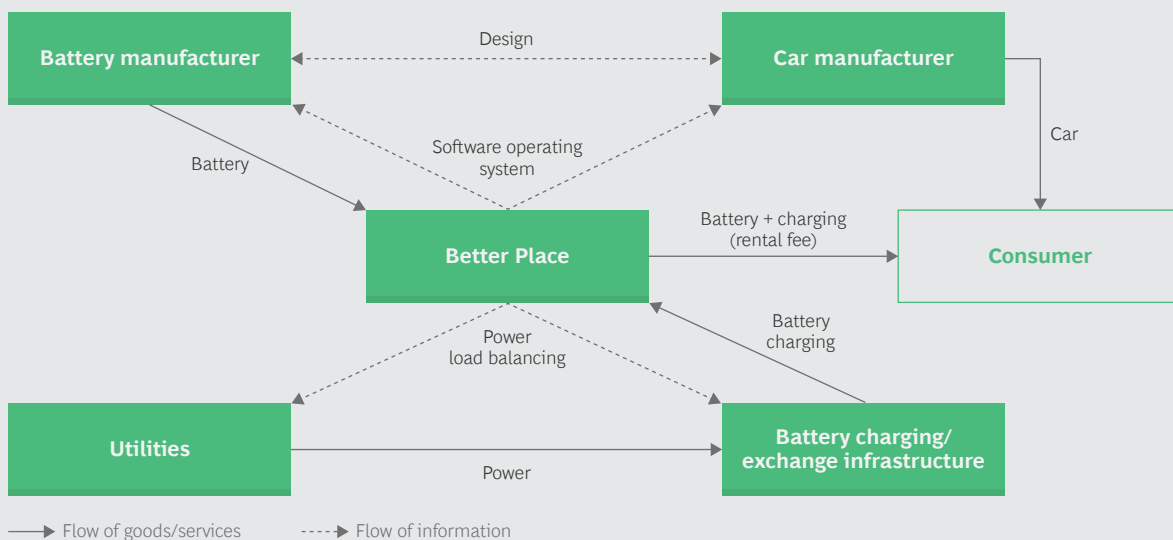 Battery manufacturer
Design
Car manufacturer
Battery
Software operating
system
Car
Better Place
Battery + charging
(rental fee)
Consumer
Power
load balancing
Battery
charging
Utilities
Power
Battery charging/
exchange infrastructure
Flow of goods/services
Flow of information